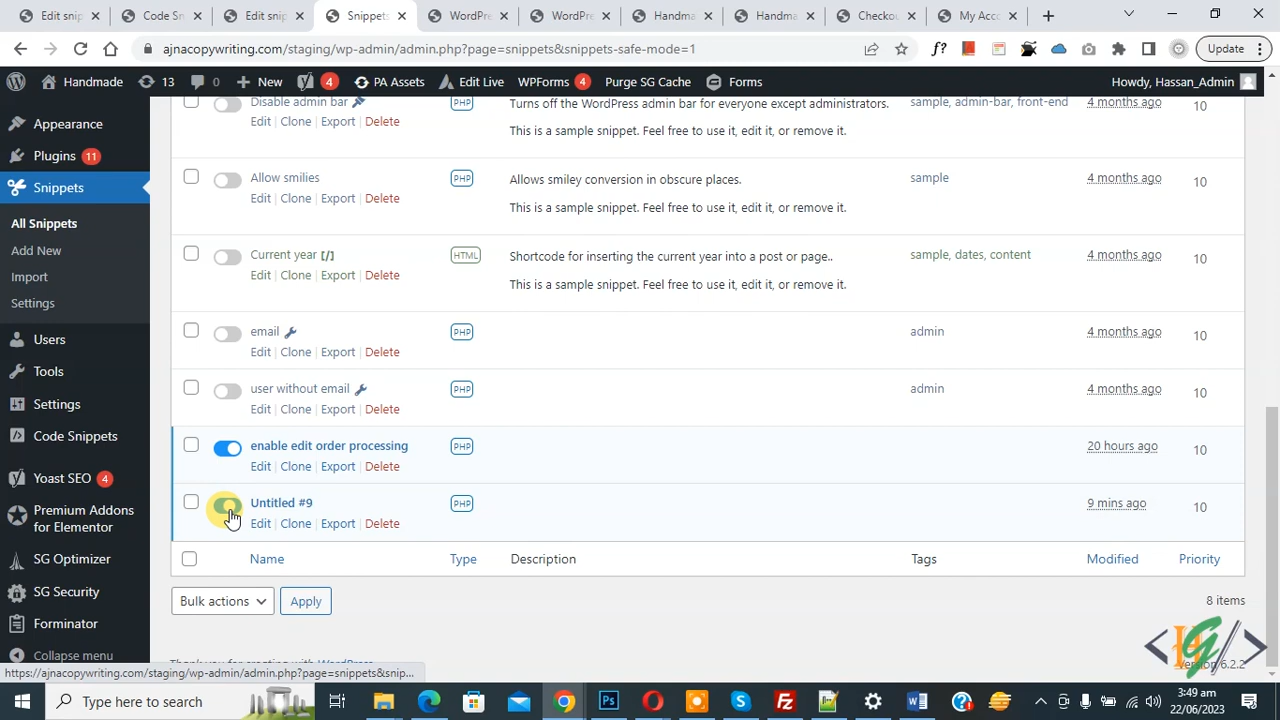 Edit snip
Code Sn
Edit snip
Snippets
WordPre
WordPre
Handma
Handma
Checkou
My Acco
ajnacopywriting.com/staging/wp-admin/admin.php?page=snippets&snippets-safe-mode=1
f?
Update
Handmade
13
0
New
4
PA Assets
Edit Live
WPForms 4
Purge SG Cache
Forms
Howdy, Hassan_Admin
Appearance
Plugins 11
Snippets
All Snippets
Add New
Import
Settings
Users
Tools
Settings
Code Snippets
Yoast SEO 4
Premium Addons
for Elementor
SG Optimizer
SG Security
Forminator
Collapse menu
Disable admin bar PHP Turns off the WordPress admin bar for everyone except administrators. sample, admin-bar, front-end 4 months ago 10
Edit | Clone | Export | Delete
This is a sample snippet. Feel free to use it, edit it, or remove it.
Allow smilies PHP Allows smiley conversion in obscure places. sample 4 months ago 10
Edit | Clone | Export | Delete
This is a sample snippet. Feel free to use it, edit it, or remove it.
Current year [/] HTML Shortcode for inserting the current year into a post or page.. sample, dates, content 4 months ago 10
Edit | Clone | Export | Delete
This is a sample snippet. Feel free to use it, edit it, or remove it.
email PHP admin 4 months ago 10
Edit | Clone | Export | Delete
user without email PHP admin 4 months ago 10
Edit | Clone | Export | Delete
enable edit order processing PHP 20 hours ago 10
Edit | Clone | Export | Delete
Untitled #9 PHP 9 mins ago 10
Edit | Clone | Export | Delete
Name Type Description Tags Modified Priority
Bulk actions
Apply
8 items
Thank you for creating with WordPress
Version 6.2.2
https://ajnacopywriting.com/staging/wp-admin/admin.php?page=snippets&snip...
Type here to search
3:49 am
22/06/2023